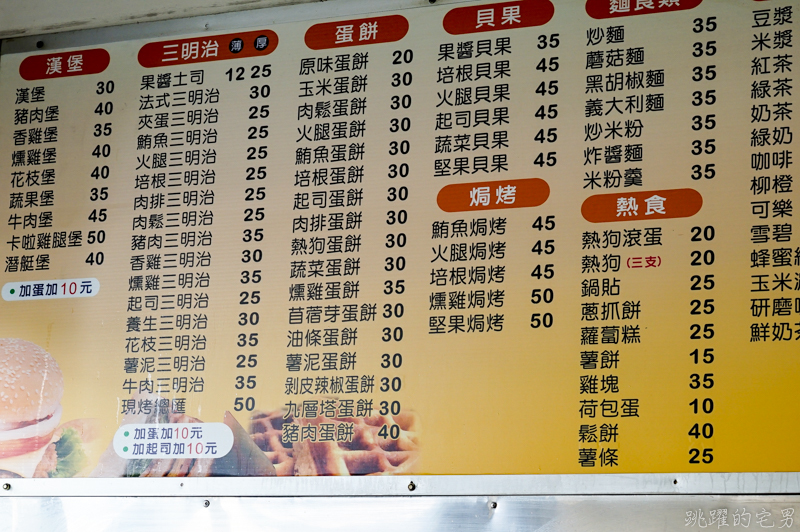 漢堡
漢堡 30
豬肉堡 40
香雞堡 35
燻雞堡 40
花枝堡 40
蔬果堡 35
牛肉堡 45
卡啦雞腿堡 50
潛艇堡 40
•加蛋加10元
三明治 薄 厚
果醬土司 12 25
法式三明治 30
夾蛋三明治 25
鮪魚三明治 25
火腿三明治 25
培根三明治 25
肉排三明治 25
肉鬆三明治 25
豬肉三明治 35
香雞三明治 30
燻雞三明治 35
起司三明治 25
養生三明治 30
花枝三明治 35
薯泥三明治 25
牛肉三明治 35
現烤總匯 50
•加蛋加10元
•加起司加10元
蛋餅
原味蛋餅 20
玉米蛋餅 30
肉鬆蛋餅 30
火腿蛋餅 30
鮪魚蛋餅 30
培根蛋餅 30
起司蛋餅 30
肉排蛋餅 30
熱狗蛋餅 30
蔬菜蛋餅 30
燻雞蛋餅 35
苜蓿芽蛋餅 30
油條蛋餅 30
薯泥蛋餅 30
剝皮辣椒蛋餅 30
九層塔蛋餅 30
豬肉蛋餅 40
貝果
果醬貝果 35
培根貝果 45
火腿貝果 45
起司貝果 45
蔬菜貝果 45
堅果貝果 45
焗烤
鮪魚焗烤 45
火腿焗烤 45
培根焗烤 45
燻雞焗烤 50
堅果焗烤 50
麵食類
炒麵 35
蘑菇麵 35
黑胡椒麵 35
義大利麵 35
炒米粉 35
炸醬麵 35
米粉羹 35
熱食
熱狗滾蛋 20
熱狗(三支) 20
鍋貼 25
蔥抓餅 25
蘿蔔糕 25
薯餅 15
雞塊 35
荷包蛋 10
鬆餅 40
薯條 25
豆漿
米漿
紅茶
綠茶
奶茶
綠奶
咖啡
柳橙
可樂
雪碧
蜂蜜
玉米
研磨
鮮奶
跳躍的宅男